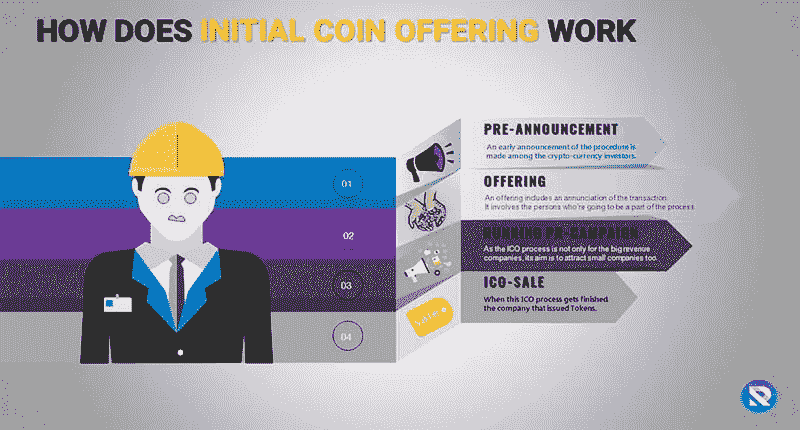 HOW DOES INITIAL COIN OFFERING WORK
01
02
03
04
PRE-ANNOUNCEMENT
An early announcement of the procedure is
made among the crypto-currency investors.
OFFERING
An offering includes an annunciation of the transaction.
It involves the persons who're going to be a part of the process
RUNNING PR-CAMPAIGN
As the ICO process is not only for the big revenue
companies, its aim is to attract small companies too.
ICO-SALE
When this ICO process gets finished
the company that issued Tokens.